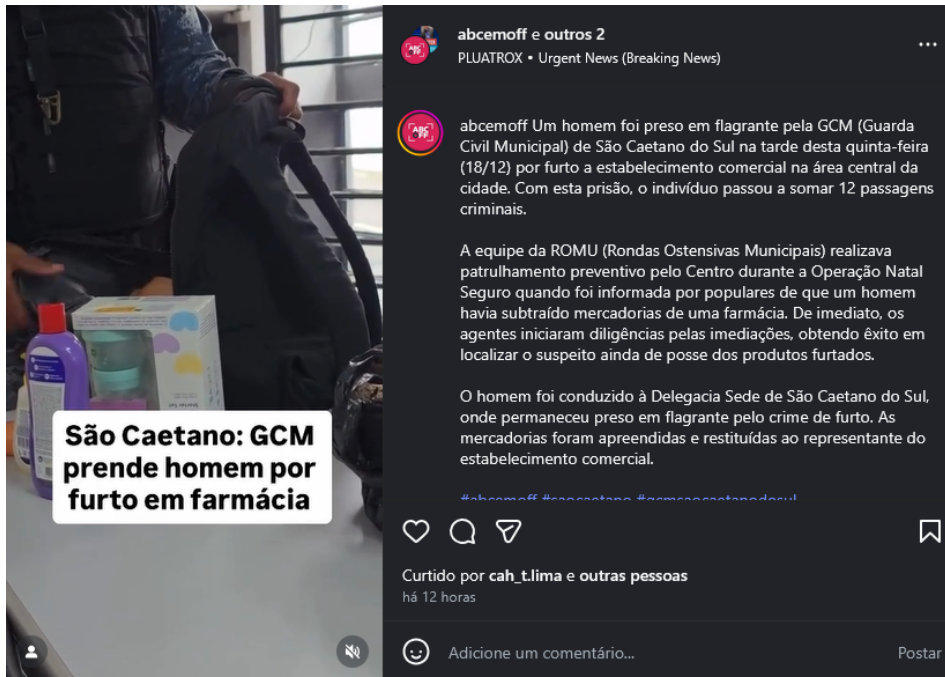 abcemoff e outros 2
PLUATROX • Urgent News (Breaking News)
abcemoff Um homem foi preso em flagrante pela GCM (Guarda
Civil Municipal) de São Caetano do Sul na tarde desta quinta-feira
(18/12) por furto a estabelecimento comercial na área central da
cidade. Com esta prisão, o indivíduo passou a somar 12 passagens
criminais.
A equipe da ROMU (Rondas Ostensivas Municipais) realizava
patrulhamento preventivo pelo Centro durante a Operação Natal
Seguro quando foi informada por populares de que um homem
havia subtraído mercadorias de uma farmácia. De imediato, os
agentes iniciaram diligências pelas imediações, obtendo êxito em
localizar o suspeito ainda de posse dos produtos furtados.
O homem foi conduzido à Delegacia Sede de São Caetano do Sul,
onde permaneceu preso em flagrante pelo crime de furto. As
mercadorias foram apreendidas e restituídas ao representante do
estabelecimento comercial.
#abcemoff #saocaetano #gcmsaocaetanodosul
Curtido por cah_t.lima e outras pessoas
há 12 horas
Adicione um comentário...
Postar
São Caetano: GCM
prende homem por
furto em farmácia